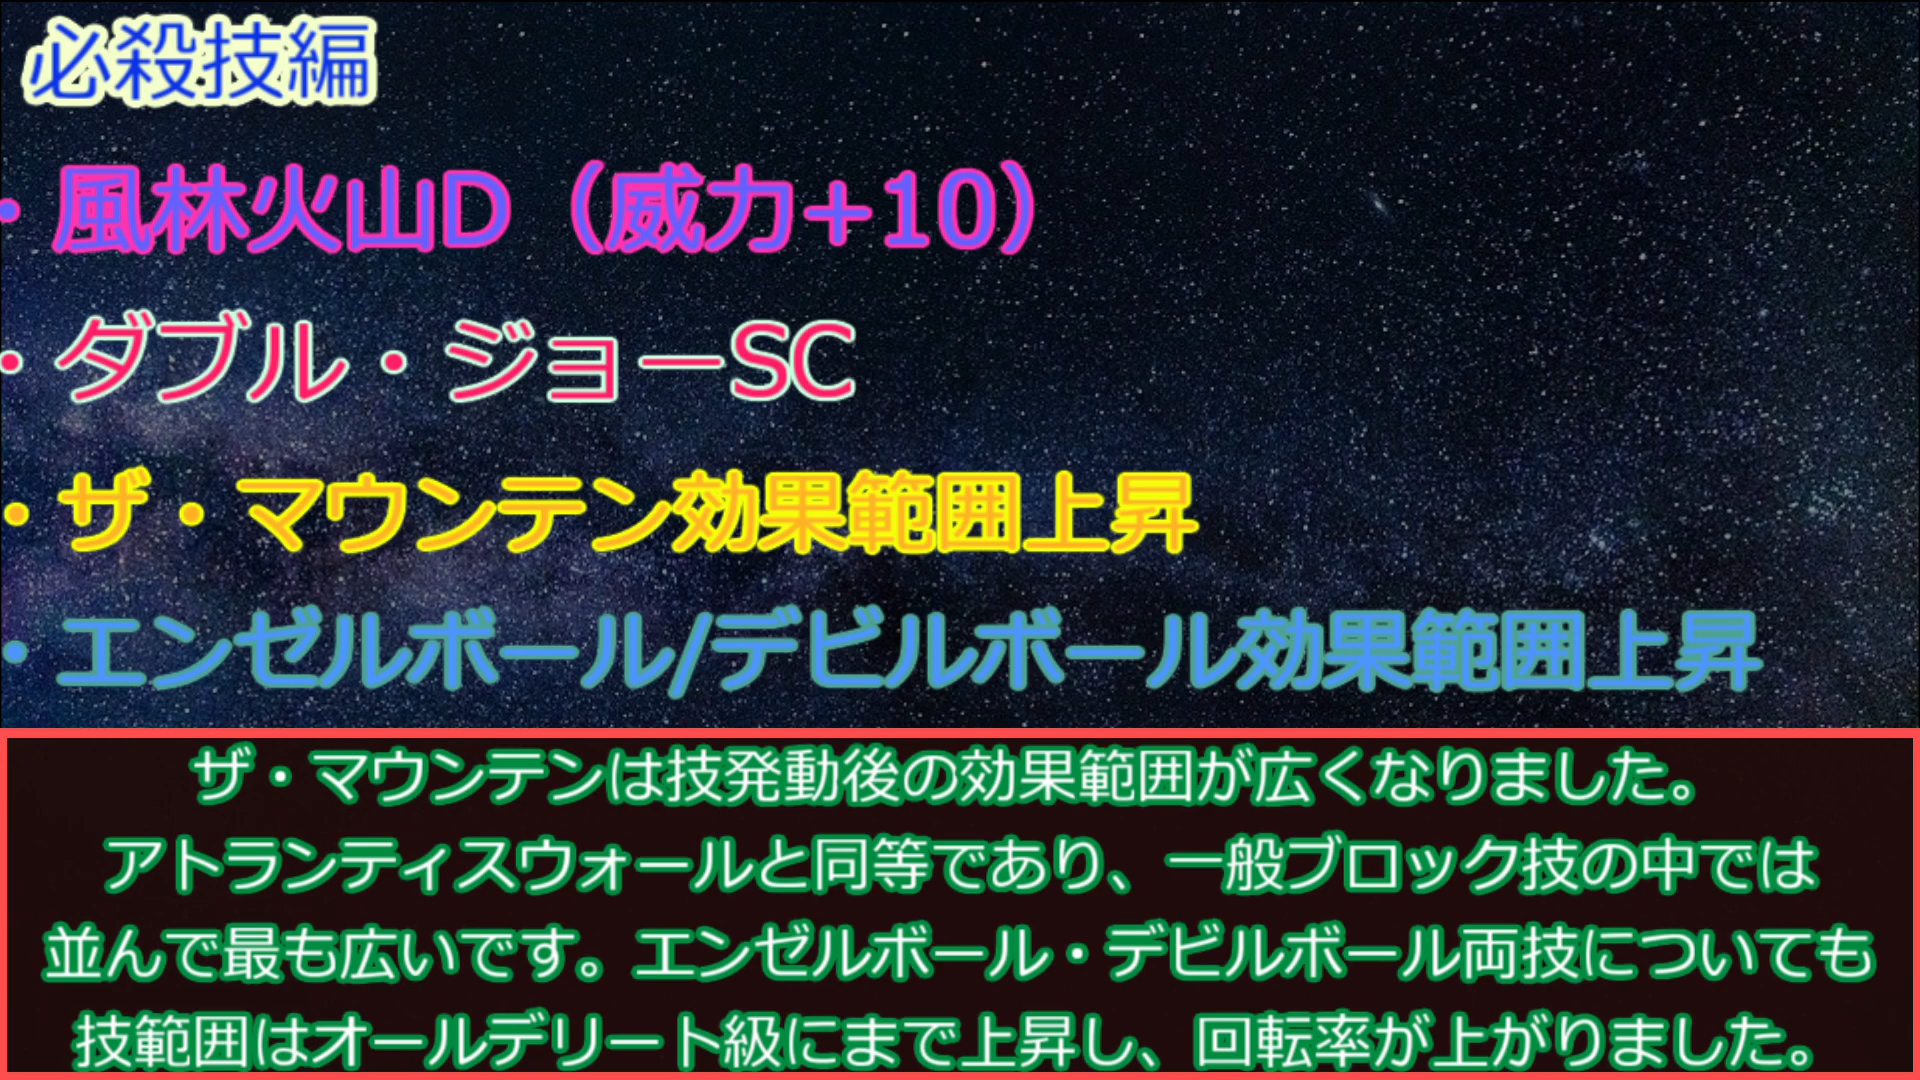 必殺技編
・風林火山D（威力+10）
・ダブル・ジョーSC
・ザ・マウンテン効果範囲上昇
・エンゼルボール/デビルボール効果範囲上昇
ザ・マウンテンは技発動後の効果範囲が広くなりました。
アトランティスウォールと同等であり、一般ブロック技の中では
並んで最も広いです。エンゼルボール・デビルボール両技についても
技範囲はオールデリート級にまで上昇し、回転率が上がりました。